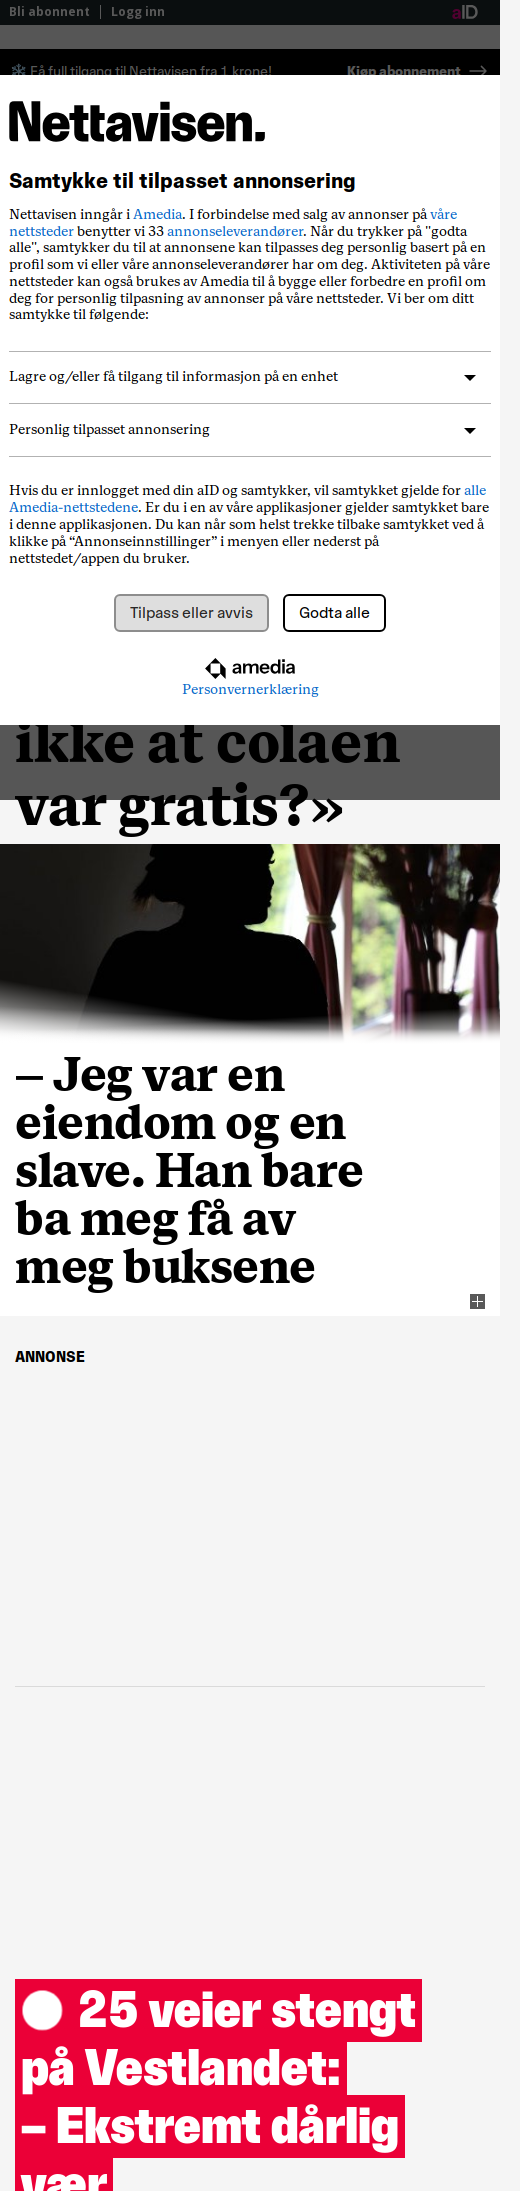 Bli abonnent | Logg inn
aID
Få full tilgang til Nettavisen fra 1 krone!
Kjøp abonnement
Nettavisen.
Samtykke til tilpasset annonsering
Nettavisen inngår i Amedia. I forbindelse med salg av annonser på våre
nettsteder benytter vi 33 annonseleverandører. Når du trykker på "godta
alle", samtykker du til at annonsene kan tilpasses deg personlig basert på en
profil som vi eller våre annonseleverandører har om deg. Aktiviteten på våre
nettsteder kan også brukes av Amedia til å bygge eller forbedre en profil om
deg for personlig tilpasning av annonser på våre nettsteder. Vi ber om ditt
samtykke til følgende:
Lagre og/eller få tilgang til informasjon på en enhet
Personlig tilpasset annonsering
Hvis du er innlogget med din aID og samtykker, vil samtykket gjelde for alle
Amedia-nettstedene. Er du i en av våre applikasjoner gjelder samtykket bare
i denne applikasjonen. Du kan når som helst trekke tilbake samtykket ved å
klikke på “Annonseinnstillinger” i menyen eller nederst på
nettstedet/appen du bruker.
Tilpass eller avvis
Godta alle
amedia
Personvernerklæring
ikke at colaen
var gratis?»
– Jeg var en
eiendom og en
slave. Han bare
ba meg få av
meg buksene
ANNONSE
25 veier stengt
på Vestlandet:
– Ekstremt dårlig
vær